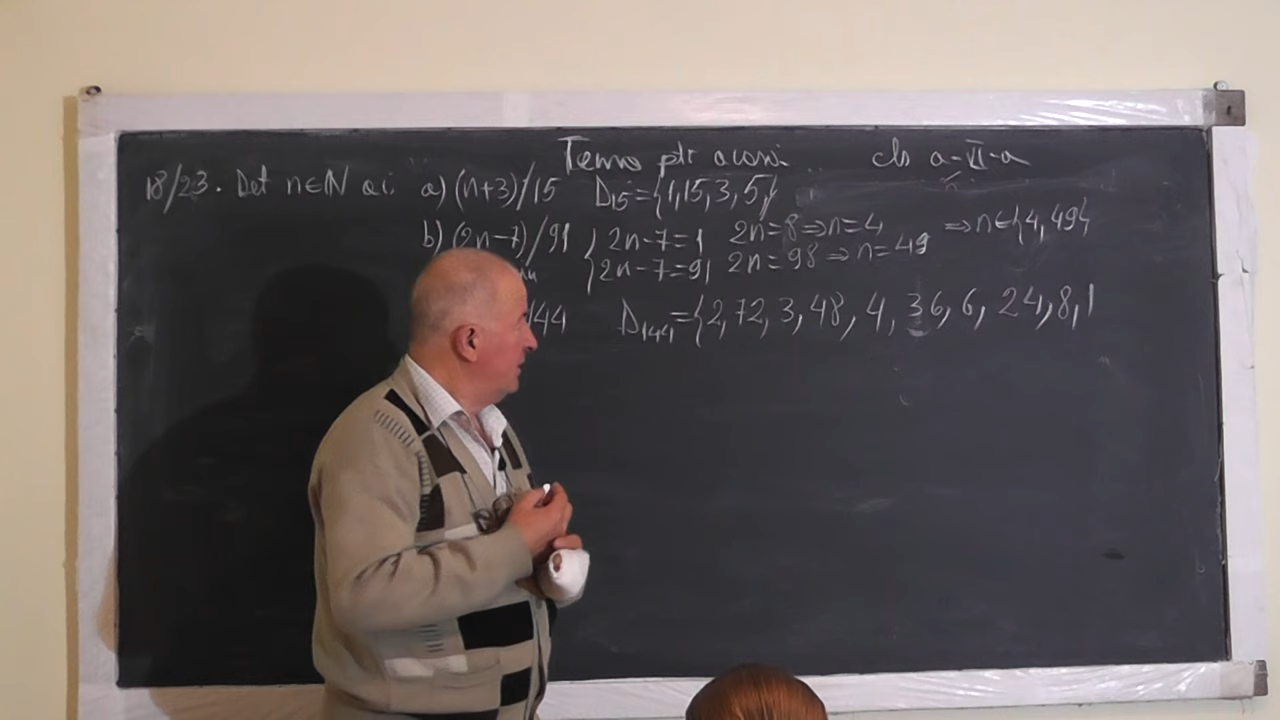 Tema ptr acasă cls a-VI-a
18/23. Det n∈ℕ aî: a) (n+3)/15 D15={1,15,3,5,}
b) (2n-7)/91 {2n-7=1 2n=8⇒n=4 ⇒n∈{4,49}
2n-7=91 2n=98⇒n=49
144 D144={2,72,3,48,4,36,6,24,8,1